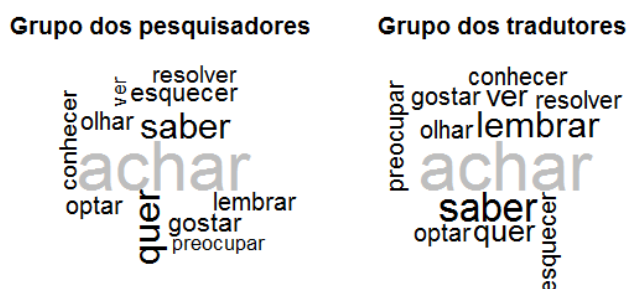 Grupo dos pesquisadores
resolver
ver
esquecer
conhecer
olhar
saber
achar
optar
quer
lembrar
gostar
preocupar
Grupo dos tradutores
conhecer
preocupar
gostar
ver
resolver
olhar
lembrar
achar
saber
esquecer
optar
quer